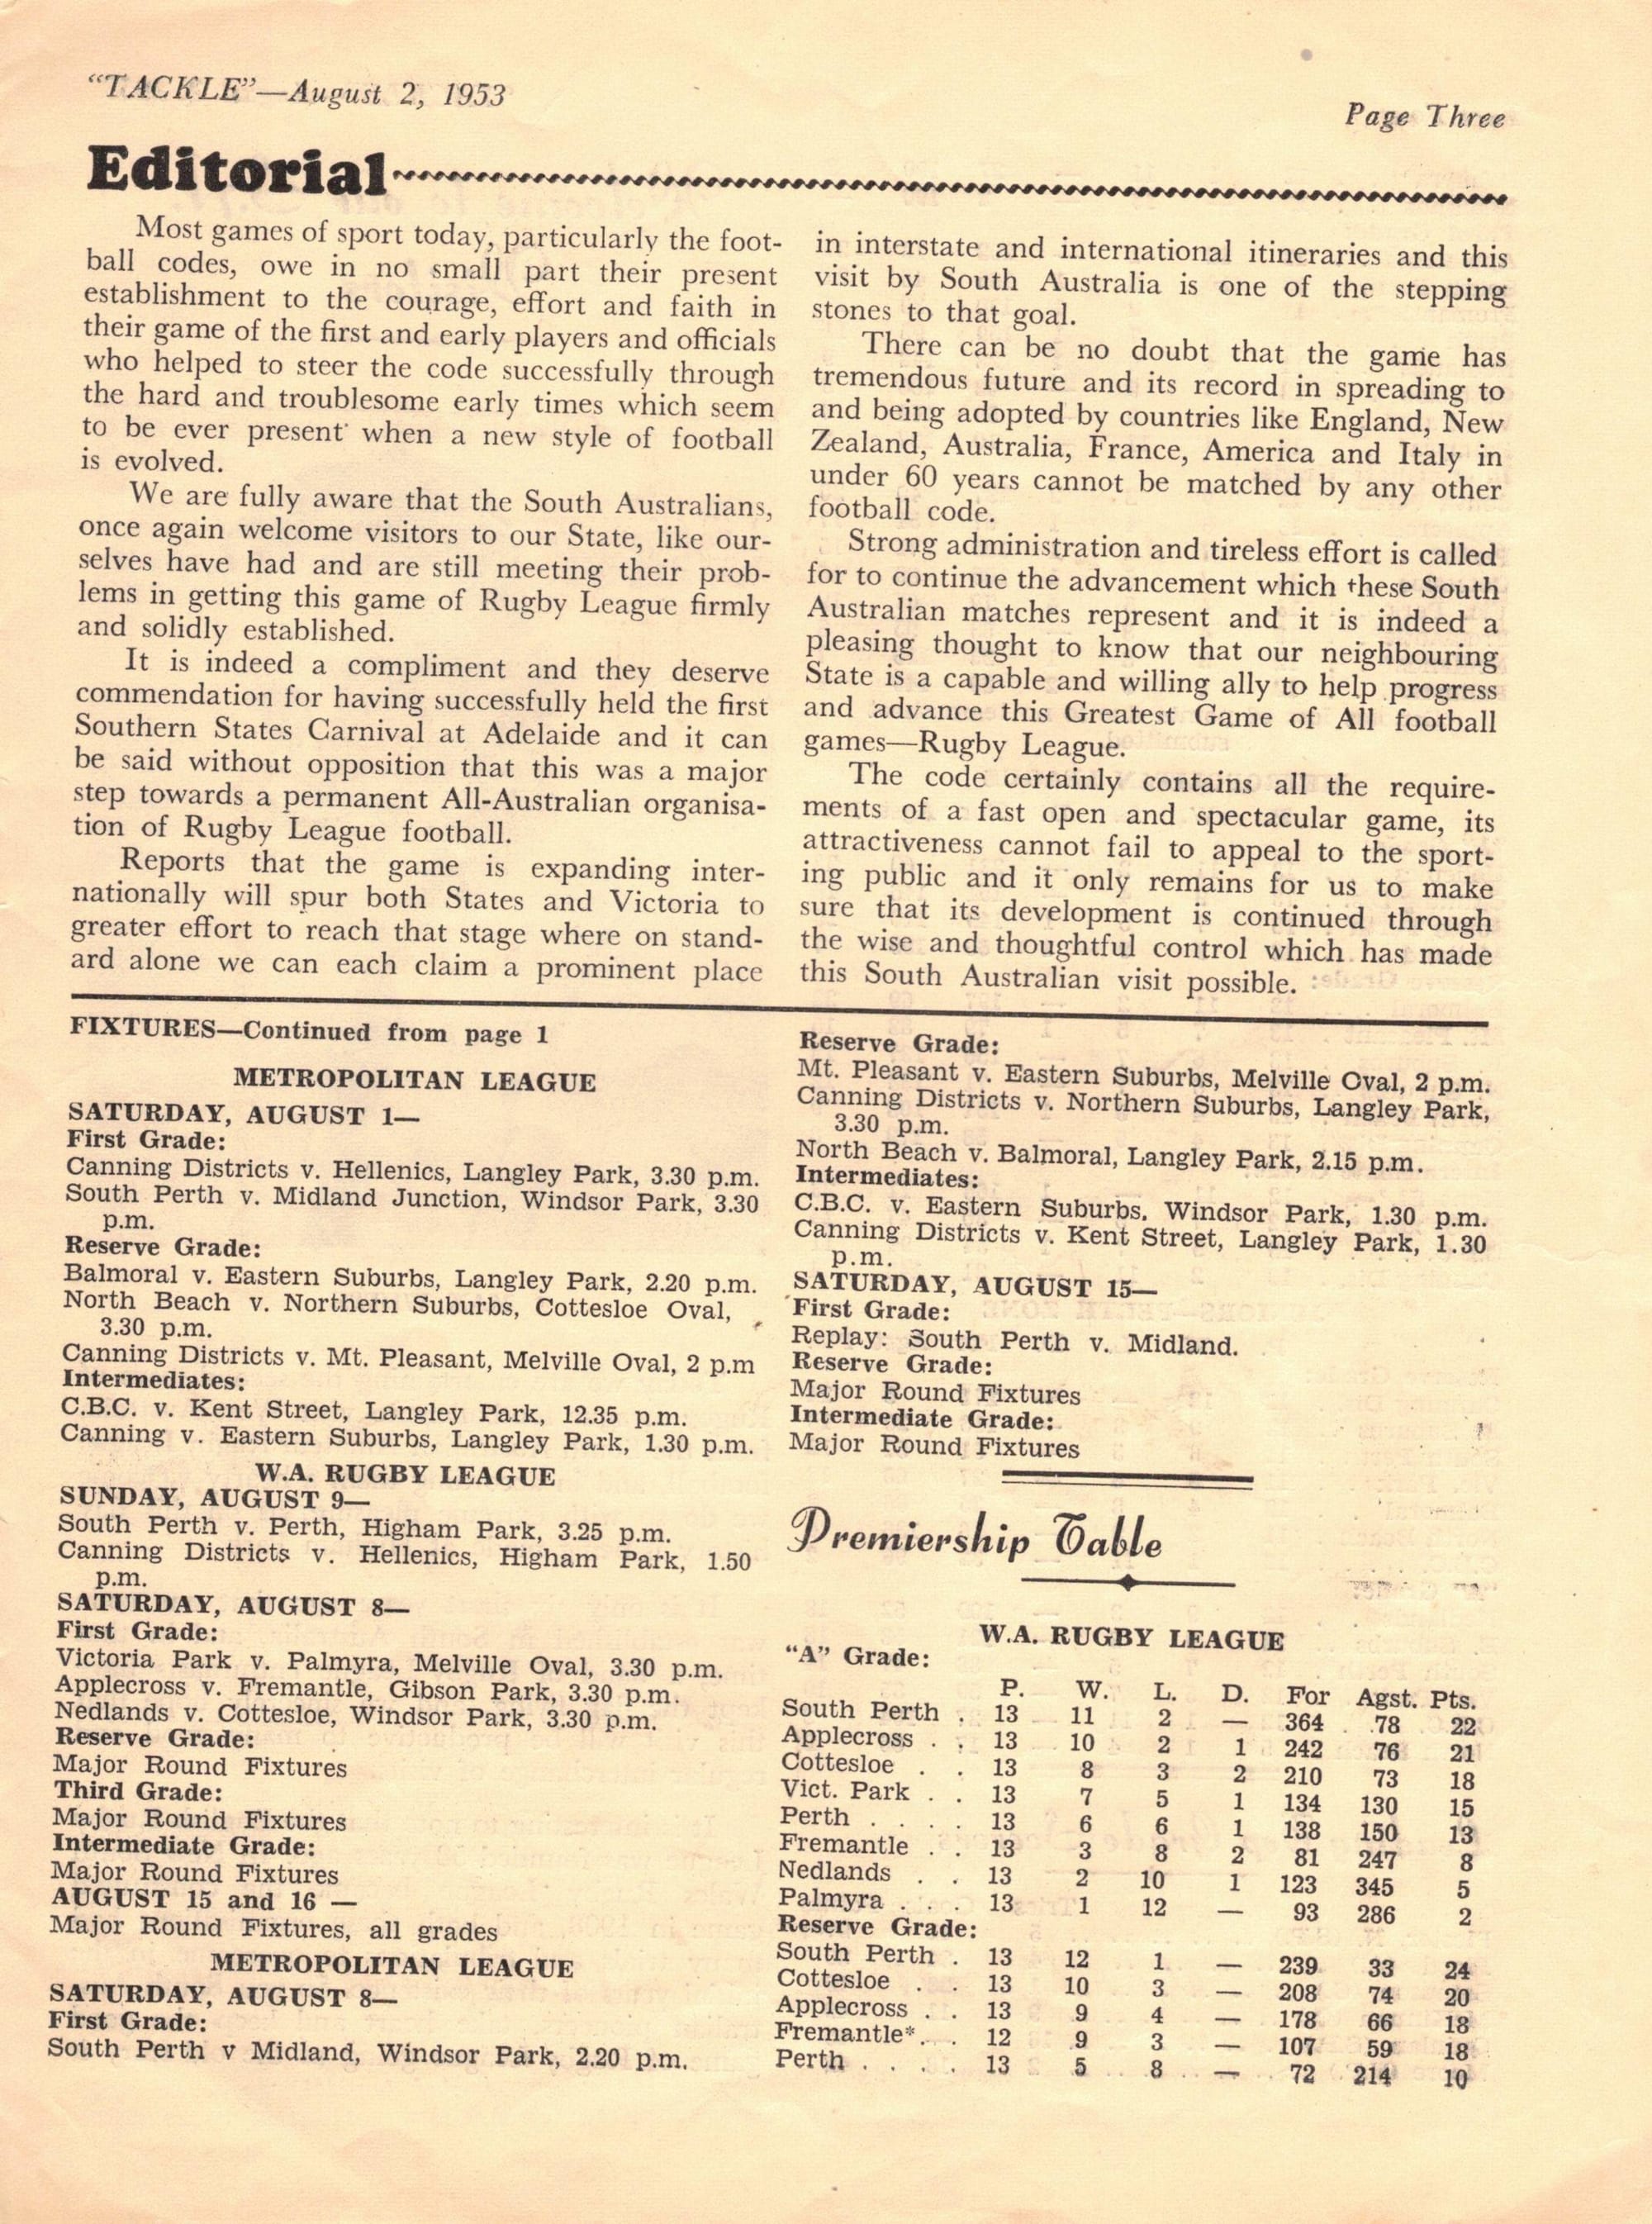 "TACKLE"—August 2, 1953
Page Three
Editorial
Most games of sport today, particularly the foot-
ball codes, owe in no small part their present
establishment to the courage, effort and faith in
their game of the first and early players and officials
who helped to steer the code successfully through
the hard and troublesome early times which seem
to be ever present when a new style of football
is evolved.
We are fully aware that the South Australians,
once again welcome visitors to our State, like our-
selves have had and are still meeting their prob-
lems in getting this game of Rugby League firmly
and solidly established.
It is indeed a compliment and they deserve
commendation for having successfully held the first
Southern States Carnival at Adelaide and it can
be said without opposition that this was a major
step towards a permanent All-Australian organisa-
tion of Rugby League football.
Reports that the game is expanding inter-
nationally will spur both States and Victoria to
greater effort to reach that stage where on stand-
ard alone we can each claim a prominent place
in interstate and international itineraries and this
visit by South Australia is one of the stepping
stones to that goal.
There can be no doubt that the game has
tremendous future and its record in spreading to
and being adopted by countries like England, New
Zealand, Australia, France, America and Italy in
under 60 years cannot be matched by any other
football code.
Strong administration and tireless effort is called
for to continue the advancement which these South
Australian matches represent and it is indeed a
pleasing thought to know that our neighbouring
State is a capable and willing ally to help progress
and advance this Greatest Game of All football
games—Rugby League.
The code certainly contains all the require-
ments of a fast open and spectacular game, its
attractiveness cannot fail to appeal to the sport-
ing public and it only remains for us to make
sure that its development is continued through
the wise and thoughtful control which has made
this South Australian visit possible.
FIXTURES—Continued from page 1
METROPOLITAN LEAGUE
SATURDAY, AUGUST 1—
First Grade:
Canning Districts v. Hellenics, Langley Park, 3.30 p.m.
South Perth v. Midland Junction, Windsor Park, 3.30
p.m.
Reserve Grade:
Balmoral v. Eastern Suburbs, Langley Park, 2.20 p.m.
North Beach v. Northern Suburbs, Cottesloe Oval,
3.30 p.m.
Canning Districts v. Mt. Pleasant, Melville Oval, 2 p.m
Intermediates:
C.B.C. v. Kent Street, Langley Park, 12.35 p.m.
Canning v. Eastern Suburbs, Langley Park, 1.30 p.m.
W.A. RUGBY LEAGUE
SUNDAY, AUGUST 9—
South Perth v. Perth, Higham Park, 3.25 p.m.
Canning Districts v. Hellenics, Higham Park, 1.50
p.m.
SATURDAY, AUGUST 8—
First Grade:
Victoria Park v. Palmyra, Melville Oval, 3.30 p.m.
Applecross v. Fremantle, Gibson Park, 3.30 p.m.
Nedlands v. Cottesloe, Windsor Park, 3.30 p.m.
Reserve Grade:
Major Round Fixtures
Third Grade:
Major Round Fixtures
Intermediate Grade:
Major Round Fixtures
AUGUST 15 and 16 —
Major Round Fixtures, all grades
METROPOLITAN LEAGUE
SATURDAY, AUGUST 8—
First Grade:
South Perth v Midland, Windsor Park, 2.20 p.m.
Reserve Grade:
Mt. Pleasant v. Eastern Suburbs, Melville Oval, 2 p.m.
Canning Districts v. Northern Suburbs, Langley Park,
3.30 p.m.
North Beach v. Balmoral, Langley Park, 2.15 p.m.
Intermediates:
C.B.C. v. Eastern Suburbs. Windsor Park, 1.30 p.m.
Canning Districts v. Kent Street, Langley Park, 1.30
p.m.
SATURDAY, AUGUST 15—
First Grade:
Replay: South Perth v. Midland.
Reserve Grade:
Major Round Fixtures
Intermediate Grade:
Major Round Fixtures
Premiership Table
W.A. RUGBY LEAGUE
"A" Grade:
P. W. L. D. For Agst. Pts.
South Perth . 13 11 2 — 364 78 22
Applecross . . 13 10 2 1 242 76 21
Cottesloe . . 13 8 3 2 210 73 18
Vict. Park . . 13 7 5 1 134 130 15
Perth . . . . 13 6 6 1 138 150 13
Fremantle . . 13 3 8 2 81 247 8
Nedlands . . 13 2 10 1 123 345 5
Palmyra . . . 13 1 12 — 93 286 2
Reserve Grade:
South Perth . 13 12 1 — 239 33 24
Cottesloe . . 13 10 3 — 208 74 20
Applecross . . 13 9 4 — 178 66 18
Fremantle* . . 12 9 3 — 107 59 18
Perth . . . . 13 5 8 — 72 214 10